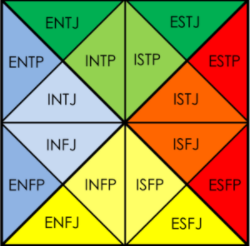 ENTJ ESTJ
ENTP INTP ISTP ESTP
INTJ ISTJ
INFJ ISFJ
ENFP INFP ISFP ESFP
ENFJ ESFJ